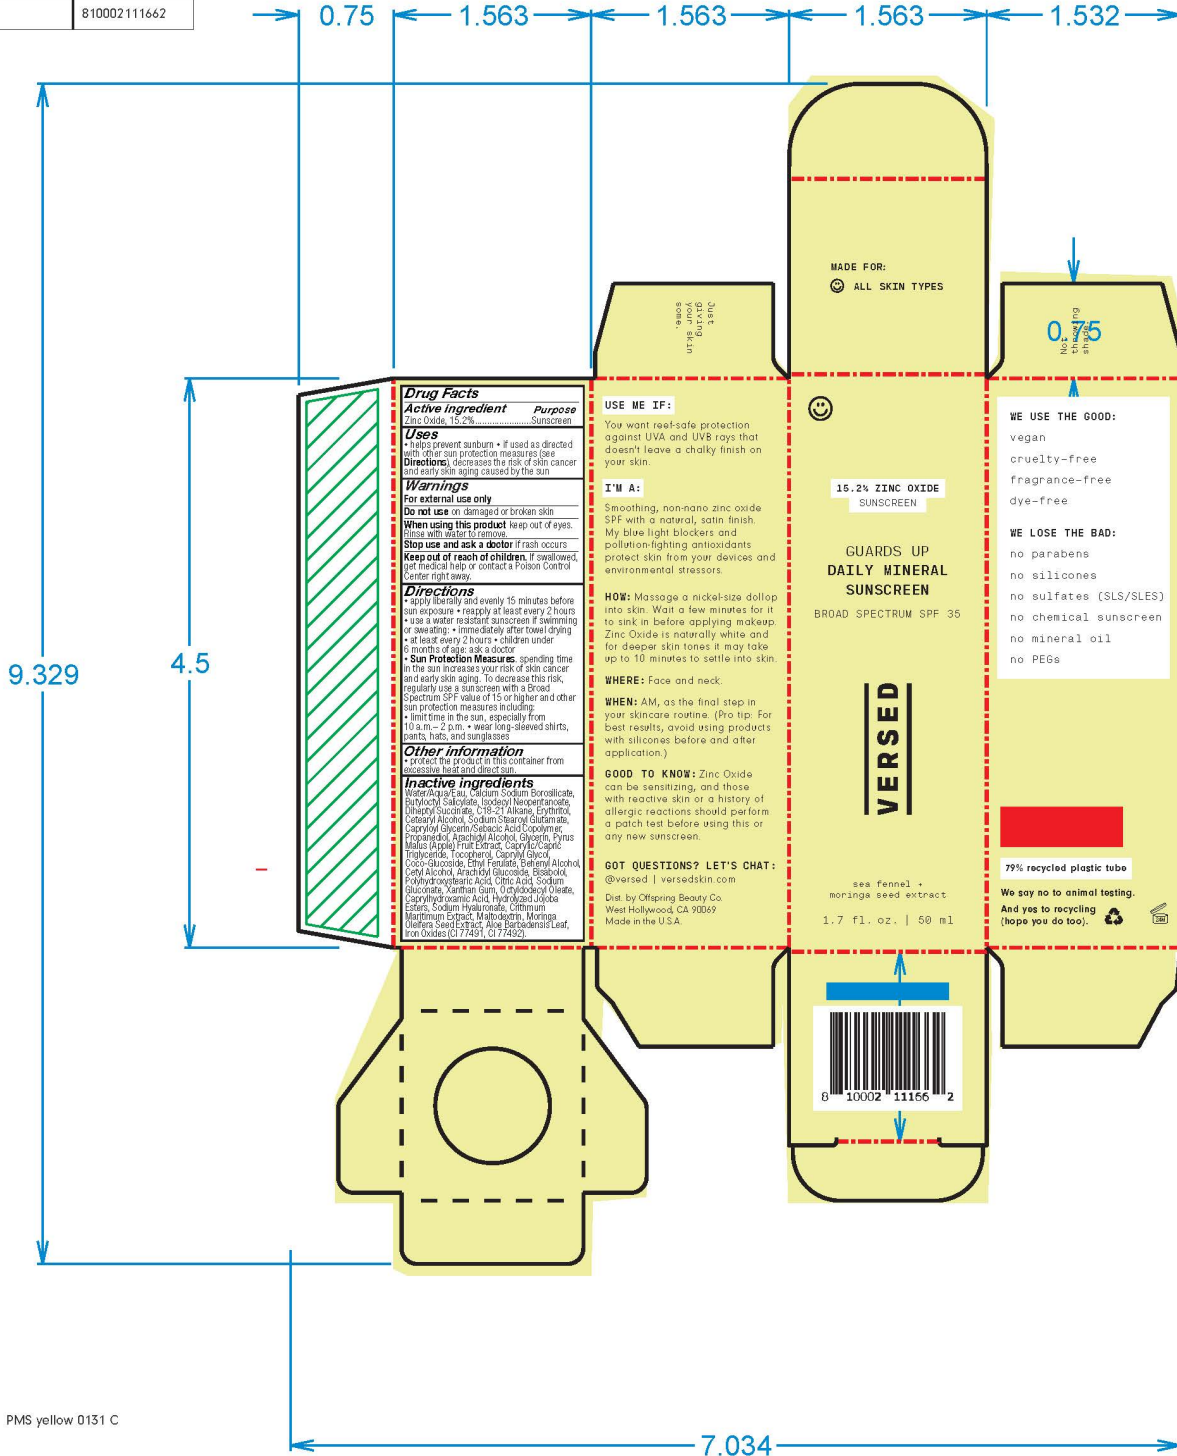 810002111662
0.75
1.563
1.563
1.563
1.532
9.329
4.5
MADE FOR:
ALL SKIN TYPES
Just
giving
your skin
some.
Not
throwing
shade.
0.75
Drug Facts
Active ingredient Purpose
Zinc Oxide, 15.2%......................Sunscreen
Uses
• helps prevent sunburn • if used as directed
with other sun protection measures (see
Directions), decreases the risk of skin cancer
and early skin aging caused by the sun
Warnings
For external use only
Do not use on damaged or broken skin
When using this product keep out of eyes.
Rinse with water to remove.
Stop use and ask a doctor if rash occurs
Keep out of reach of children. If swallowed,
get medical help or contact a Poison Control
Center right away.
Directions
• apply liberally and evenly 15 minutes before
sun exposure • reapply at least every 2 hours
• use a water resistant sunscreen if swimming
or sweating: • immediately after towel drying
• at least every 2 hours • children under
6 months of age: ask a doctor
• Sun Protection Measures. spending time
in the sun increases your risk of skin cancer
and early skin aging. To decrease this risk,
regularly use a sunscreen with a Broad
Spectrum SPF value of 15 or higher and other
sun protection measures including:
• limit time in the sun, especially from
10 a.m.– 2 p.m. • wear long-sleeved shirts,
pants, hats, and sunglasses
Other information
• protect the product in this container from
excessive heat and direct sun.
Inactive ingredients
Water/Aqua/Eau, Calcium Sodium Borosilicate,
Butyloctyl Salicylate, Isodecyl Neopentanoate,
Diheptyl Succinate, C18-21 Alkane, Erythritol,
Cetearyl Alcohol, Sodium Stearoyl Glutamate,
Capryloyl Glycerin/Sebacic Acid Copolymer,
Propanediol, Arachidyl Alcohol, Glycerin, Pyrus
Malus (Apple) Fruit Extract, Caprylic/Capric
Triglyceride, Tocopherol, Caprylyl Glycol,
Coco-Glucoside, Ethyl Ferulate, Behenyl Alcohol,
Cetyl Alcohol, Arachidyl Glucoside, Bisabolol,
Polyhydroxystearic Acid, Citric Acid, Sodium
Gluconate, Xanthan Gum, Octyldodecyl Oleate,
Caprylhydroxamic Acid, Hydrolyzed Jojoba
Esters, Sodium Hyaluronate, Crithmum
Maritimum Extract, Maltodextrin, Moringa
Oleifera Seed Extract, Aloe Barbadensis Leaf,
Iron Oxides (CI 77491, CI 77492).
USE ME IF:
You want reef-safe protection
against UVA and UVB rays that
doesn't leave a chalky finish on
your skin.
I'M A:
Smoothing, non-nano zinc oxide
SPF with a natural, satin finish.
My blue light blockers and
pollution-fighting antioxidants
protect skin from your devices and
environmental stressors.
HOW: Massage a nickel-size dollop
into skin. Wait a few minutes for it
to sink in before applying makeup.
Zinc Oxide is naturally white and
for deeper skin tones it may take
up to 10 minutes to settle into skin.
WHERE: Face and neck.
WHEN: AM, as the final step in
your skincare routine. (Pro tip: For
best results, avoid using products
with silicones before and after
application.)
GOOD TO KNOW: Zinc Oxide
can be sensitizing, and those
with reactive skin or a history of
allergic reactions should perform
a patch test before using this or
any new sunscreen.
GOT QUESTIONS? LET'S CHAT:
@versed | versedskin.com
Dist. by Offspring Beauty Co.
West Hollywood, CA 90069
Made in the U.S.A.
15.2% ZINC OXIDE
SUNSCREEN
GUARDS UP
DAILY MINERAL
SUNSCREEN
BROAD SPECTRUM SPF 35
VERSED
sea fennel +
moringa seed extract
1.7 fl. oz. | 50 ml
WE USE THE GOOD:
vegan
cruelty-free
fragrance-free
dye-free
WE LOSE THE BAD:
no parabens
no silicones
no sulfates (SLS/SLES)
no chemical sunscreen
no mineral oil
no PEGs
79% recycled plastic tube
We say no to animal testing.
And yes to recycling
(hope you do too).
8 10002 11166 2
PMS yellow 0131 C
7.034